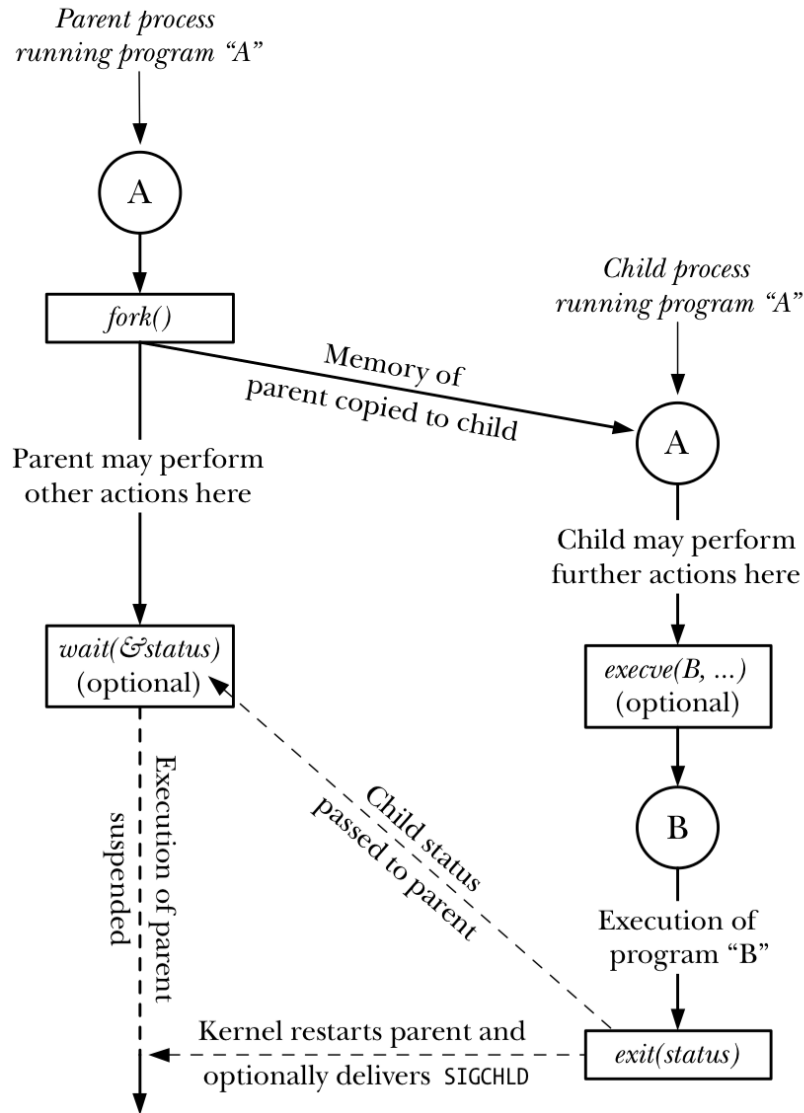 Parent process
running program “A”
A
fork()
Child process
running program “A”
Memory of
parent copied to child
A
Parent may perform
other actions here
Child may perform
further actions here
wait(&status)
(optional)
execve(B, ...)
(optional)
Execution of parent
suspended
Child status
passed to parent
B
Execution of
program “B”
Kernel restarts parent and
optionally delivers SIGCHLD
exit(status)